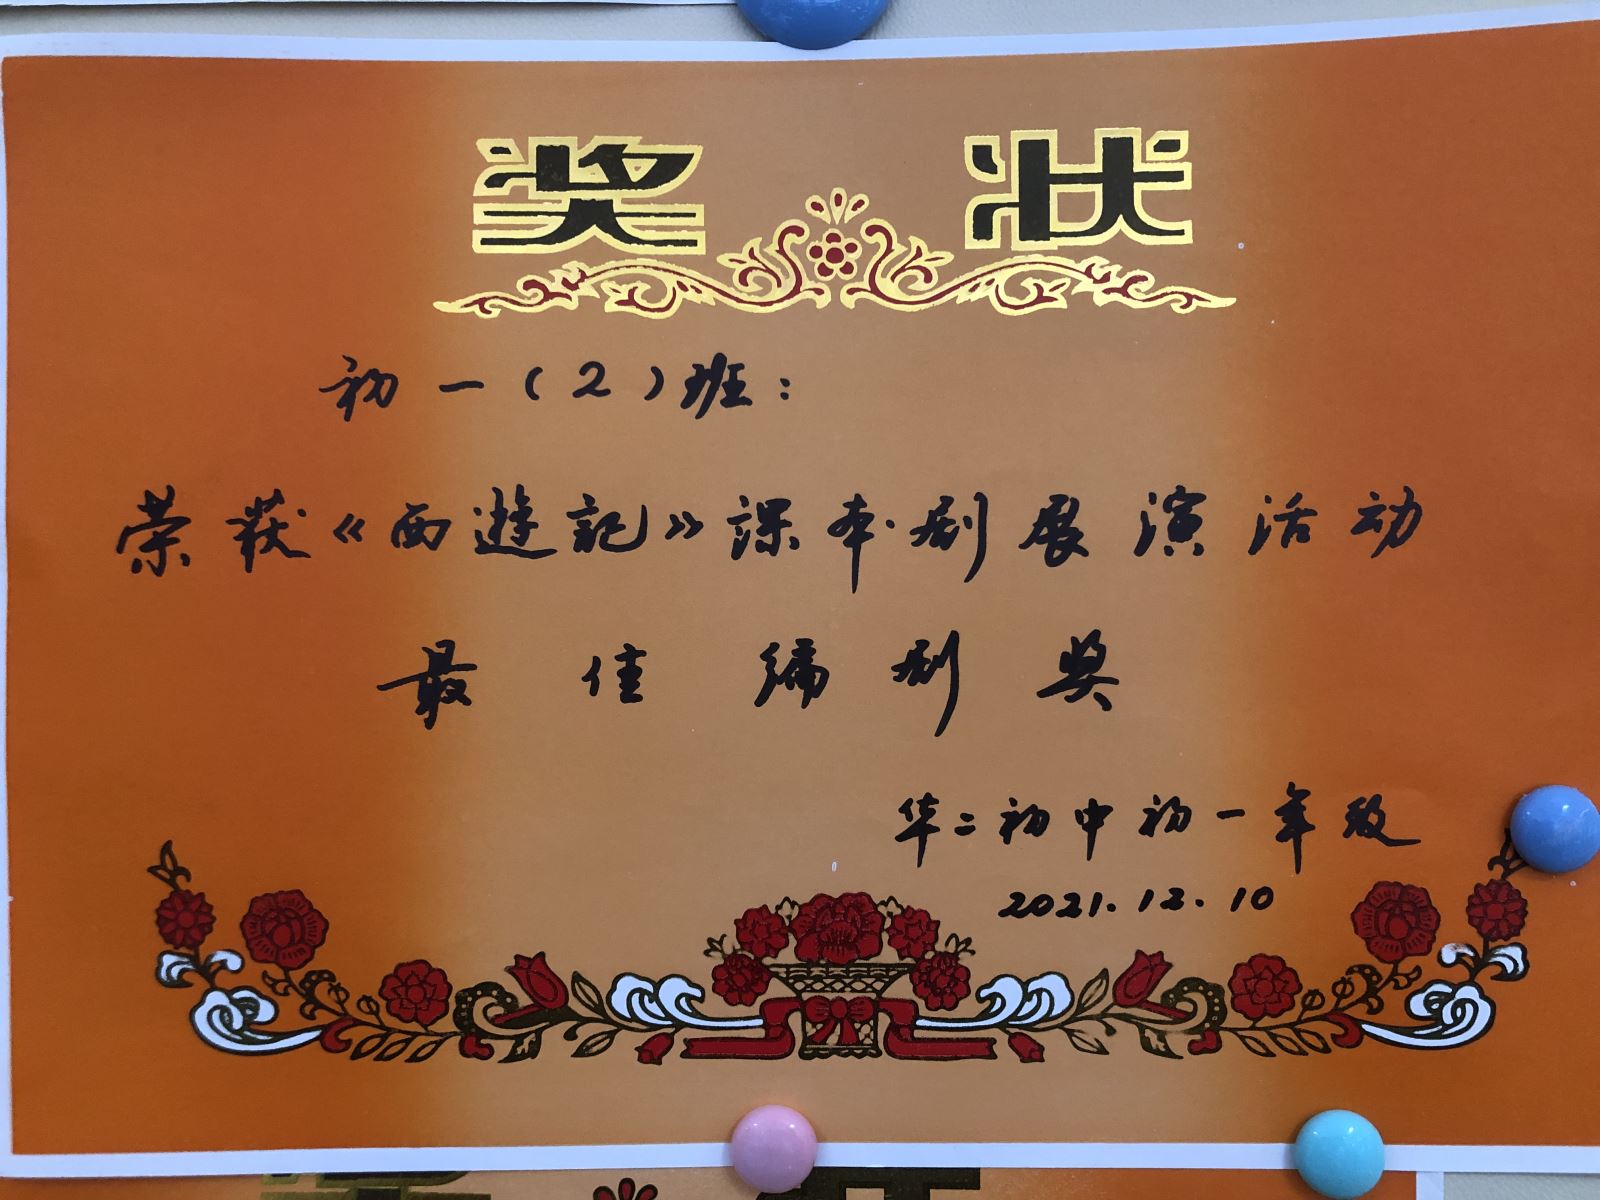 奖状
初一(2)班：
荣获《西遊记》课本剧展演活动
最佳编剧奖
华二初中初一年级
2021.12.10